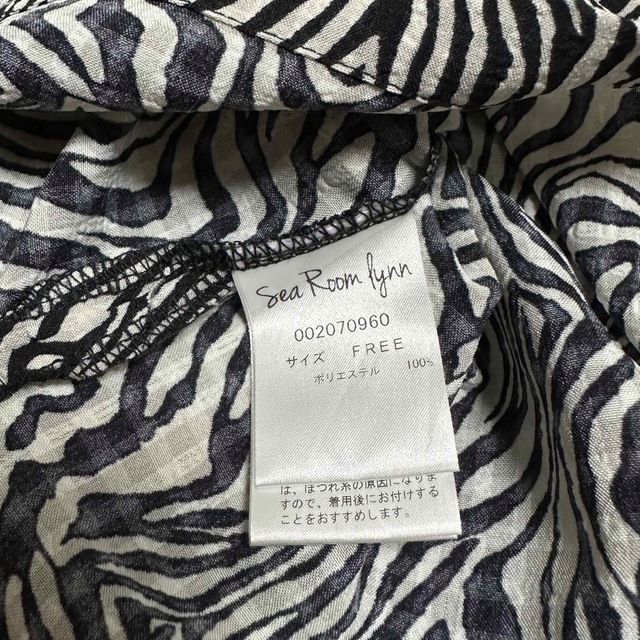 Sea Room lynn
002070960
サイズ FREE
ポリエステル 100%
は、ほつれ糸の原因になりま
すので、着用後にお付けする
ことをおすすめします。